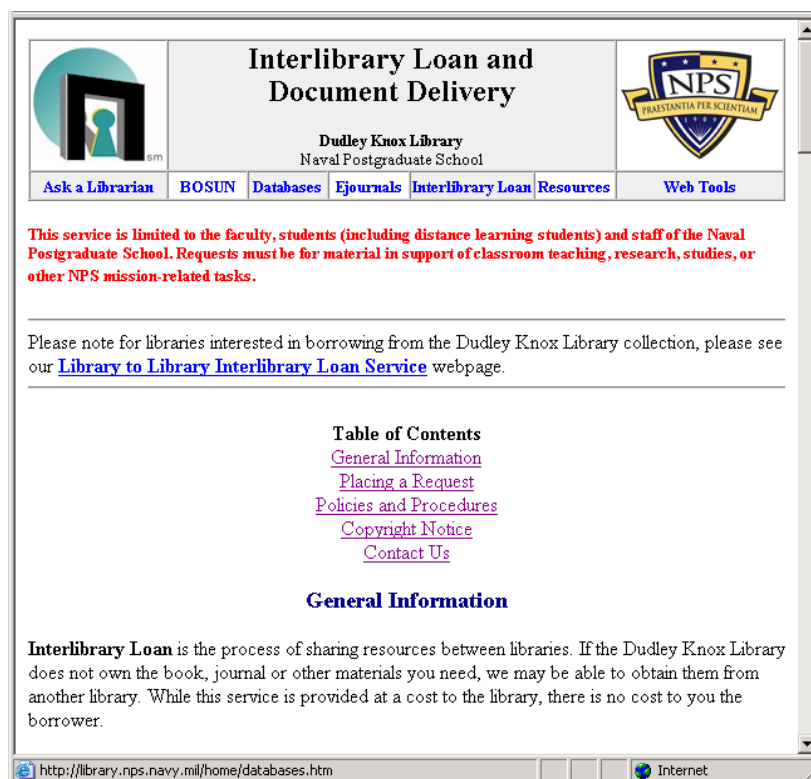 Interlibrary Loan and
Document Delivery
Dudley Knox Library
Naval Postgraduate School
sm
NPS
PRAESTANTIA PER SCIENTIAM
1909
Ask a Librarian BOSUN Databases Ejournals Interlibrary Loan Resources Web Tools
This service is limited to the faculty, students (including distance learning students) and staff of the Naval
Postgraduate School. Requests must be for material in support of classroom teaching, research, studies, or
other NPS mission-related tasks.
Please note for libraries interested in borrowing from the Dudley Knox Library collection, please see
our Library to Library Interlibrary Loan Service webpage.
Table of Contents
General Information
Placing a Request
Policies and Procedures
Copyright Notice
Contact Us
General Information
Interlibrary Loan is the process of sharing resources between libraries. If the Dudley Knox Library
does not own the book, journal or other materials you need, we may be able to obtain them from
another library. While this service is provided at a cost to the library, there is no cost to you the
borrower.
http://library.nps.navy.mil/home/databases.htm Internet